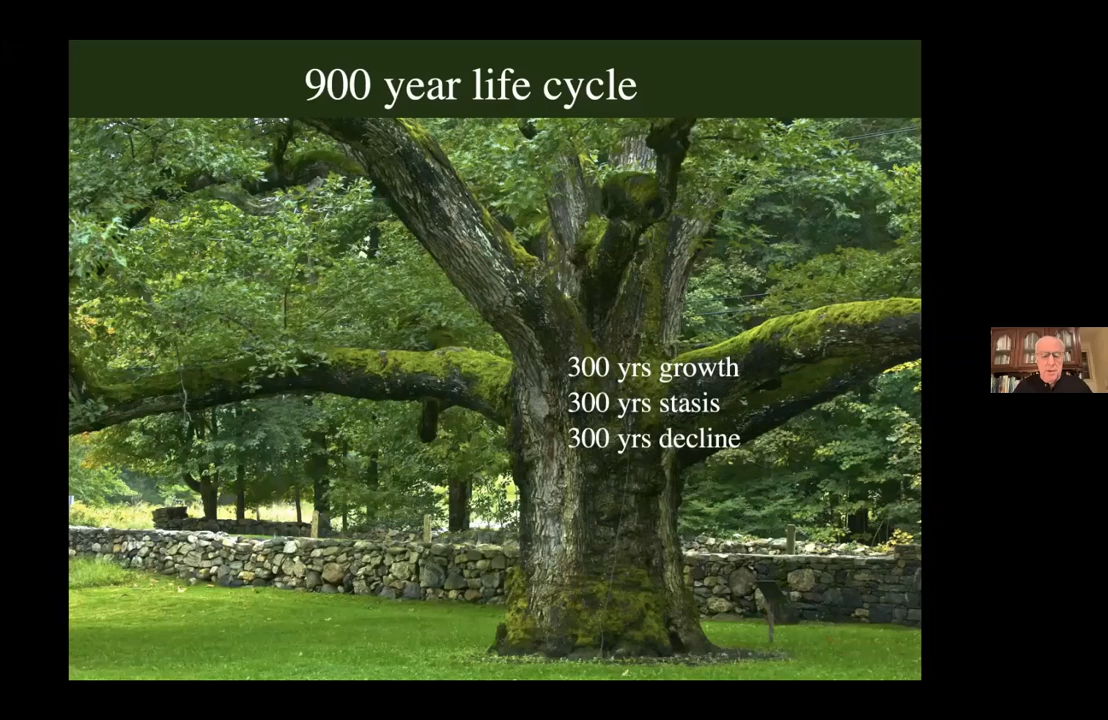 900 year life cycle
300 yrs growth
300 yrs stasis
300 yrs decline